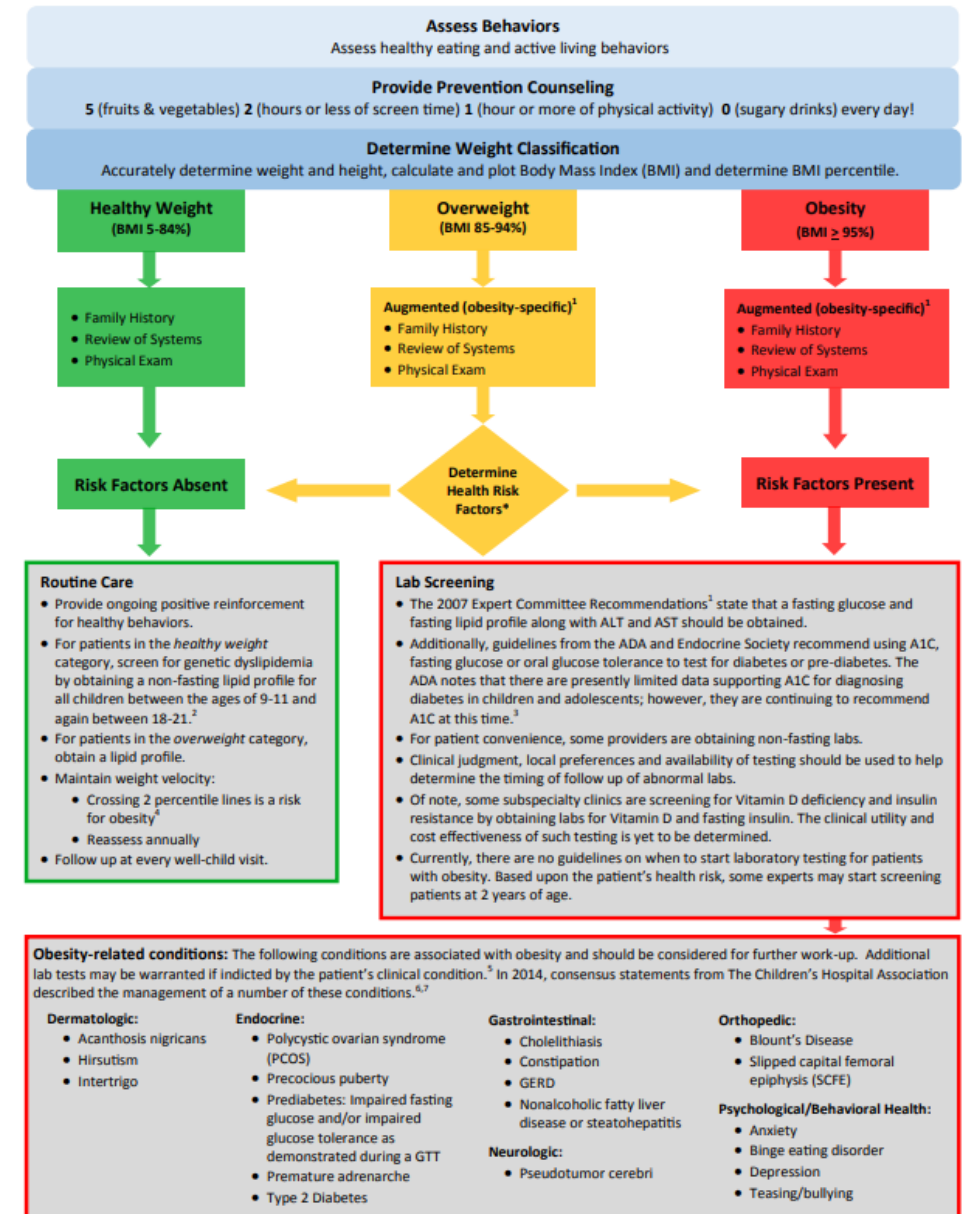 Assess Behaviors
Assess healthy eating and active living behaviors
Provide Prevention Counseling
5 (fruits & vegetables) 2 (hours or less of screen time) 1 (hour or more of physical activity) 0 (sugary drinks) every day!
Determine Weight Classification
Accurately determine weight and height, calculate and plot Body Mass Index (BMI) and determine BMI percentile.
Healthy Weight
(BMI 5-84%)
Overweight
(BMI 85-94%)
Obesity
(BMI ≥ 95%)
• Family History
• Review of Systems
• Physical Exam
Augmented (obesity-specific)1
• Family History
• Review of Systems
• Physical Exam
Augmented (obesity-specific)1
• Family History
• Review of Systems
• Physical Exam
Risk Factors Absent
Determine
Health Risk
Factors*
Risk Factors Present
Routine Care
• Provide ongoing positive reinforcement
for healthy behaviors.
• For patients in the healthy weight
category, screen for genetic dyslipidemia
by obtaining a non-fasting lipid profile for
all children between the ages of 9-11 and
again between 18-21.2
• For patients in the overweight category,
obtain a lipid profile.
• Maintain weight velocity:
• Crossing 2 percentile lines is a risk
for obesity4
• Reassess annually
• Follow up at every well-child visit.
Lab Screening
• The 2007 Expert Committee Recommendations1 state that a fasting glucose and
fasting lipid profile along with ALT and AST should be obtained.
• Additionally, guidelines from the ADA and Endocrine Society recommend using A1C,
fasting glucose or oral glucose tolerance to test for diabetes or pre-diabetes. The
ADA notes that there are presently limited data supporting A1C for diagnosing
diabetes in children and adolescents; however, they are continuing to recommend
A1C at this time.3
• For patient convenience, some providers are obtaining non-fasting labs.
• Clinical judgment, local preferences and availability of testing should be used to help
determine the timing of follow up of abnormal labs.
• Of note, some subspecialty clinics are screening for Vitamin D deficiency and insulin
resistance by obtaining labs for Vitamin D and fasting insulin. The clinical utility and
cost effectiveness of such testing is yet to be determined.
• Currently, there are no guidelines on when to start laboratory testing for patients
with obesity. Based upon the patient's health risk, some experts may start screening
patients at 2 years of age.
Obesity-related conditions: The following conditions are associated with obesity and should be considered for further work-up. Additional
lab tests may be warranted if indicted by the patient's clinical condition.5 In 2014, consensus statements from The Children's Hospital Association
described the management of a number of these conditions.6,7
Dermatologic:
• Acanthosis nigricans
• Hirsutism
• Intertrigo
Endocrine:
• Polycystic ovarian syndrome
(PCOS)
• Precocious puberty
• Prediabetes: Impaired fasting
glucose and/or impaired
glucose tolerance as
demonstrated during a GTT
• Premature adrenarche
• Type 2 Diabetes
Gastrointestinal:
• Cholelithiasis
• Constipation
• GERD
• Nonalcoholic fatty liver
disease or steatohepatitis
Neurologic:
• Pseudotumor cerebri
Orthopedic:
• Blount's Disease
• Slipped capital femoral
epiphysis (SCFE)
Psychological/Behavioral Health:
• Anxiety
• Binge eating disorder
• Depression
• Teasing/bullying